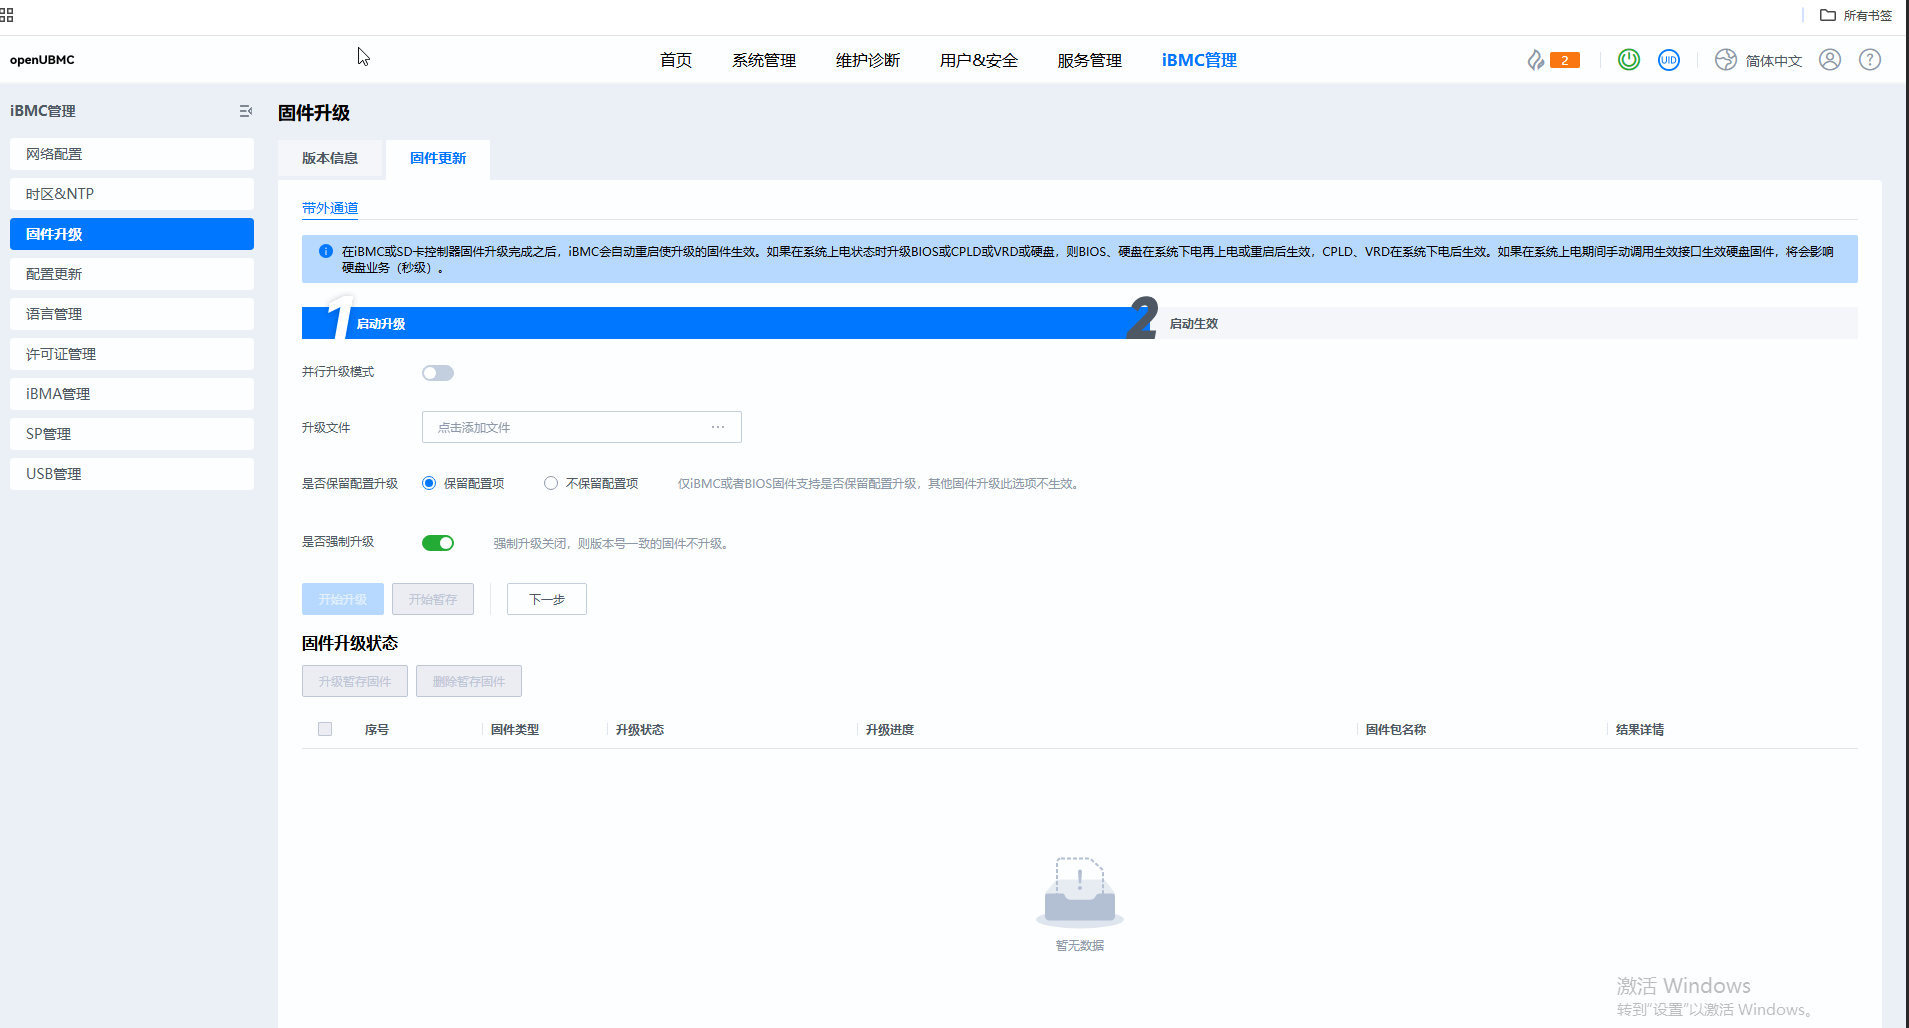 所有书签
openUBMC
首页 系统管理 维护诊断 用户&安全 服务管理 iBMC管理
2 UID 简体中文 ?
iBMC管理
网络配置
时区&NTP
固件升级
配置更新
语言管理
许可证管理
iBMA管理
SP管理
USB管理
固件升级
版本信息 固件更新
带外通道
在iBMC或SD卡控制器固件升级完成之后，iBMC会自动重启使升级的固件生效。如果在系统上电状态时升级BIOS或CPLD或VRD或硬盘，则BIOS、硬盘在系统下电再上电或重启后生效，CPLD、VRD在系统下电后生效。如果在系统上电期间手动调用生效接口生效硬盘固件，将会影响
硬盘业务（秒级）。
1 启动升级 2 启动生效
并行升级模式
升级文件 点击添加文件 ...
是否保留配置升级 保留配置项 不保留配置项 仅iBMC或者BIOS固件支持是否保留配置升级，其他固件升级此选项不生效。
是否强制升级 强制升级关闭，则版本号一致的固件不升级。
开始升级 开始暂存 下一步
固件升级状态
升级暂存固件 删除暂存固件
序号 固件类型 升级状态 升级进度 固件包名称 结果详情
暂无数据
激活 Windows
转到“设置”以激活 Windows。